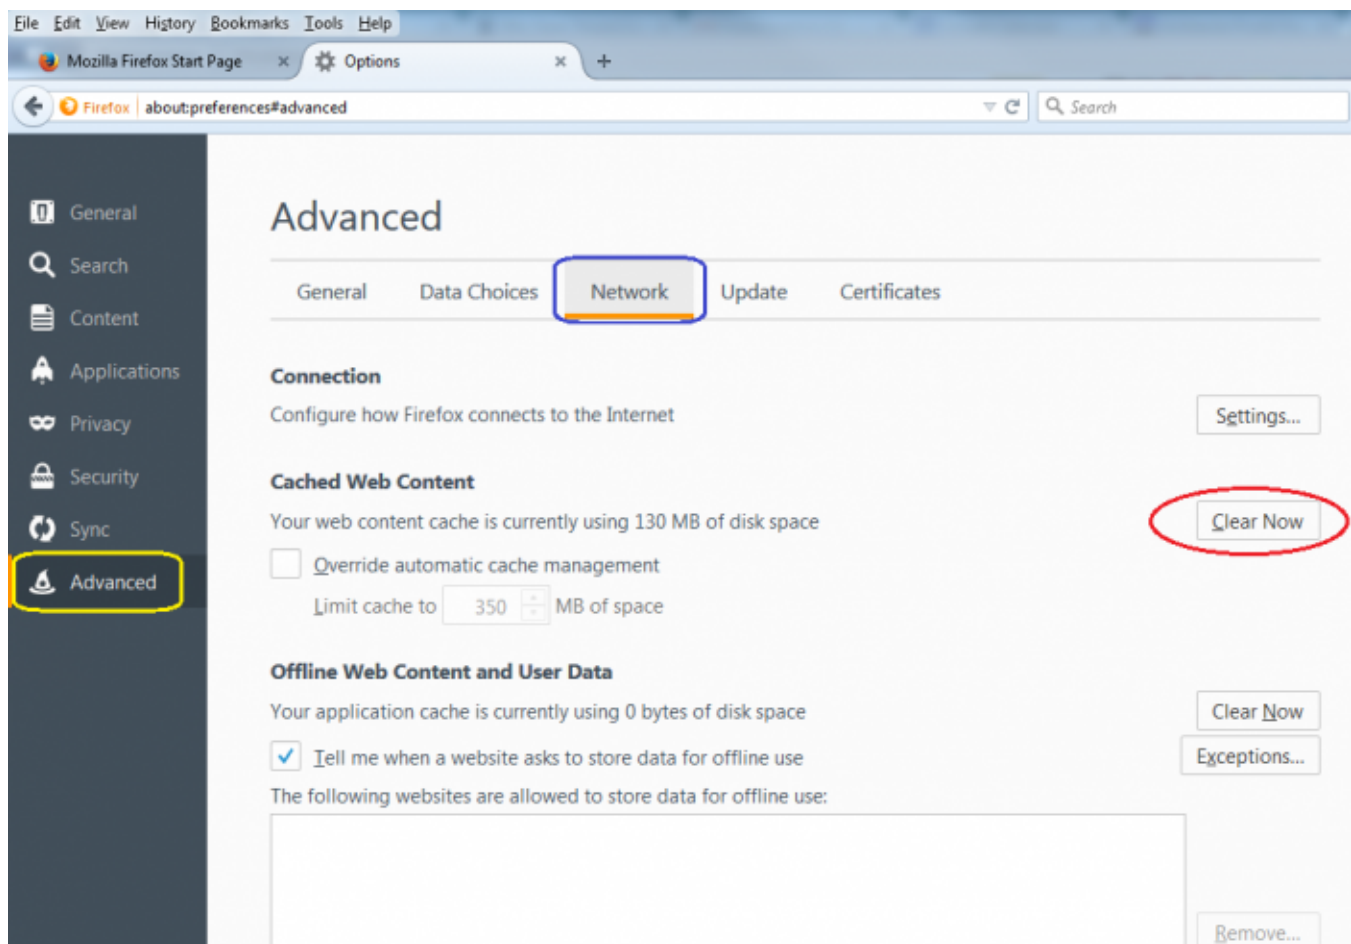 File Edit View History Bookmarks Tools Help
Mozilla Firefox Start Page × Options × +
Firefox about:preferences#advanced Search
General
Search
Content
Applications
Privacy
Security
Sync
Advanced
Advanced
General Data Choices Network Update Certificates
Connection
Configure how Firefox connects to the Internet Settings...
Cached Web Content
Your web content cache is currently using 130 MB of disk space Clear Now
Override automatic cache management
Limit cache to 350 MB of space
Offline Web Content and User Data
Your application cache is currently using 0 bytes of disk space Clear Now
Tell me when a website asks to store data for offline use Exceptions...
The following websites are allowed to store data for offline use:
Remove...